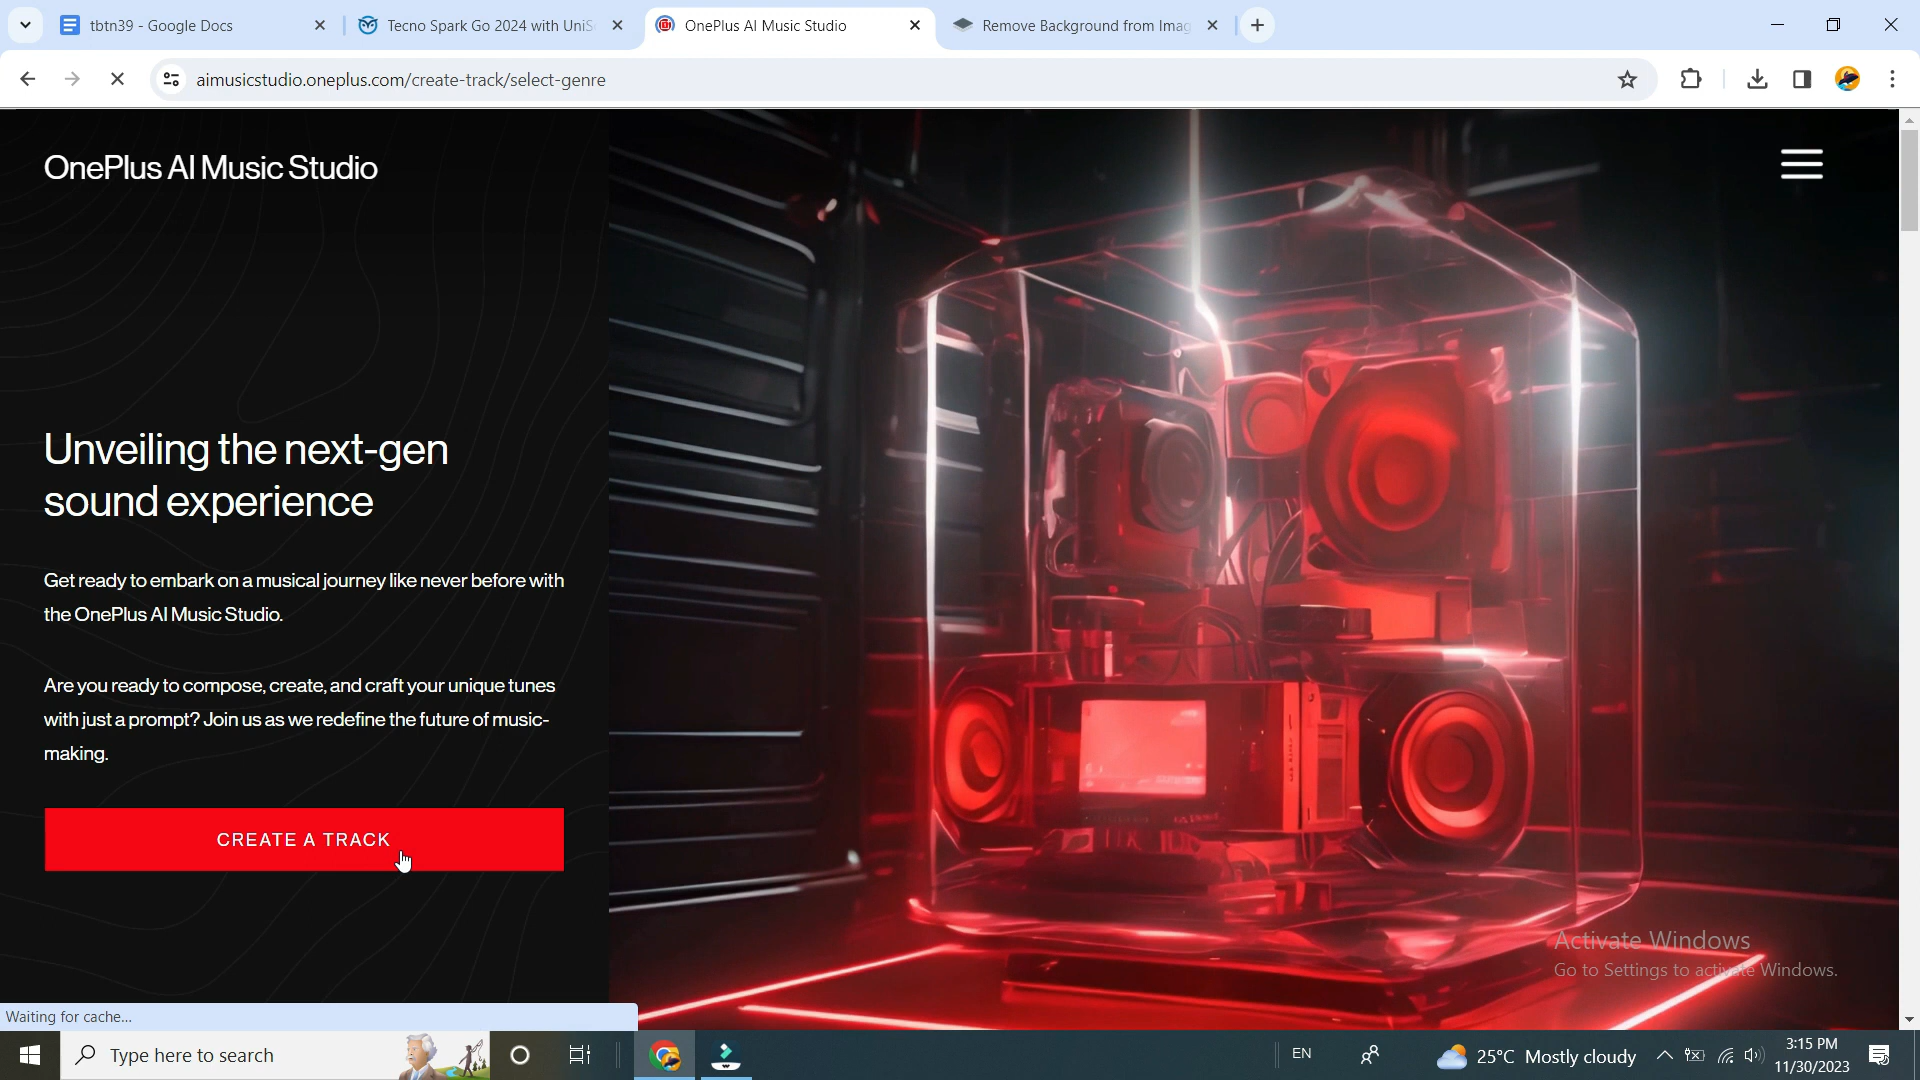 tbtn39 - Google Docs
Tecno Spark Go 2024 with UniS
OnePlus AI Music Studio
Remove Background from Imag
aimusicstudio.oneplus.com/create-track/select-genre
OnePlus AI Music Studio
Unveiling the next-gen
sound experience
Get ready to embark on a musical journey like never before with
the OnePlus AI Music Studio.
Are you ready to compose, create, and craft your unique tunes
with just a prompt? Join us as we redefine the future of music-
making.
CREATE A TRACK
Activate Windows
Go to Settings to activate Windows.
Waiting for cache...
Type here to search
EN
25°C Mostly cloudy
3:15 PM
11/30/2023